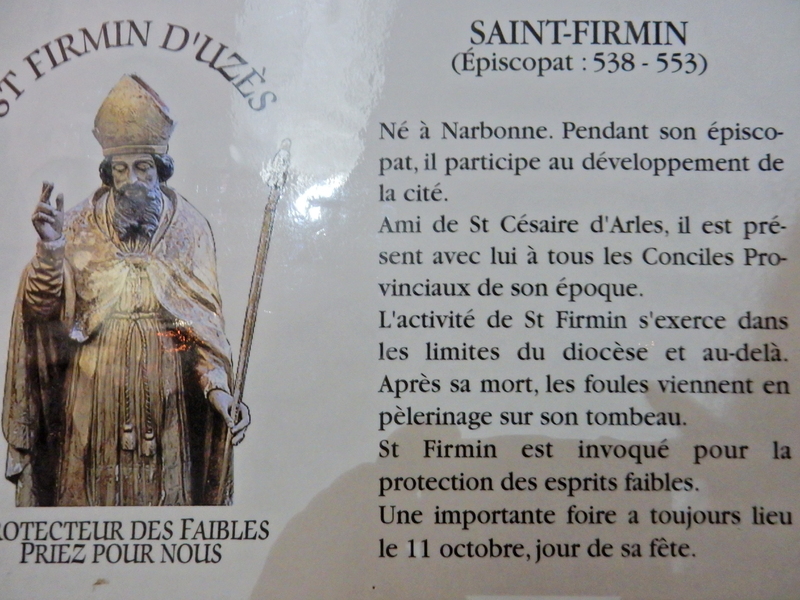 ST FIRMIN D'UZÈS
SAINT-FIRMIN
(Épiscopat : 538 - 553)
Né à Narbonne. Pendant son épisco-
pat, il participe au développement de
la cité.
Ami de St Césaire d'Arles, il est pré-
sent avec lui à tous les Conciles Pro-
vinciaux de son époque.
L'activité de St Firmin s'exerce dans
les limites du diocèse et au-delà.
Après sa mort, les foules viennent en
pèlerinage sur son tombeau.
St Firmin est invoqué pour la
protection des esprits faibles.
Une importante foire a toujours lieu
le 11 octobre, jour de sa fête.
ROTECTEUR DES FAIBLES
PRIEZ POUR NOUS